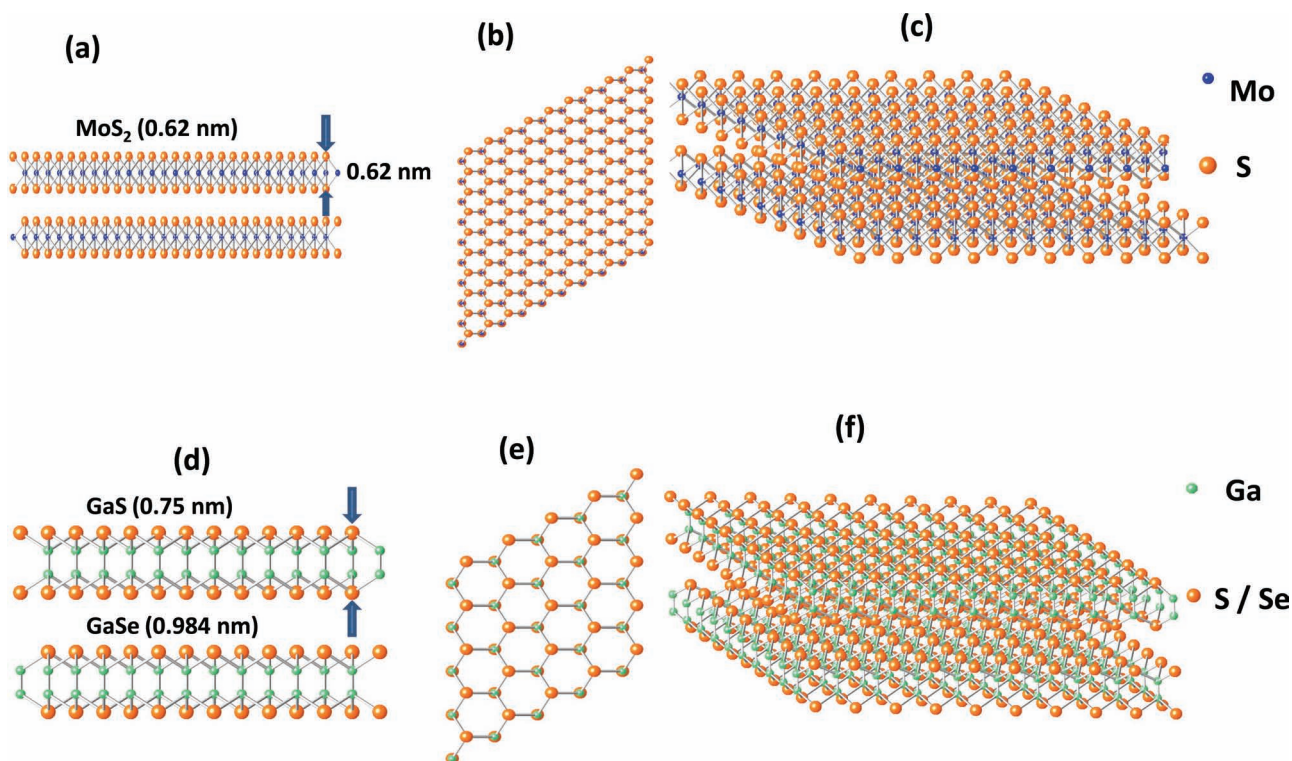 (a)
(b)
(c)
Mo
MoS₂ (0.62 nm)
0.62 nm
S
(d)
(e)
(f)
GaS (0.75 nm)
Ga
GaSe (0.984 nm)
S / Se